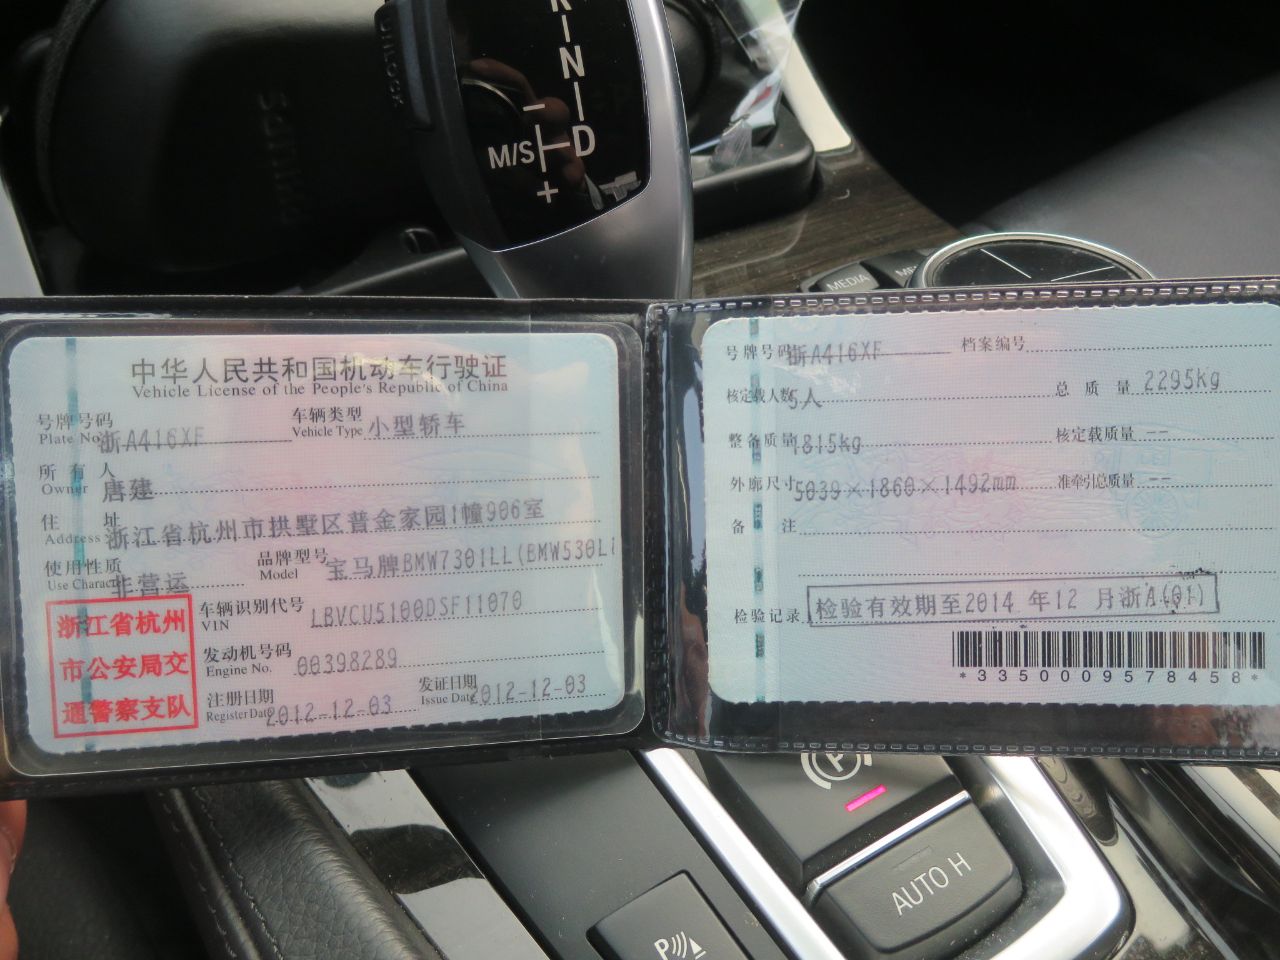 UNLOCK
R
N
D
M/S
+
MEDIA
中华人民共和国机动车行驶证
Vehicle License of the People's Republic of China
号牌号码 浙A416XF 车辆类型 小型轿车
Plate No. Vehicle Type
所有人 唐建
Owner
住址 浙江省杭州市拱墅区普金家园1幢906室
Address
使用性质 非营运 品牌型号 宝马牌BMW7301LL(BMW530Li
Use Character Model
浙江省杭州
市公安局交
通警察支队
车辆识别代号 LBVCU5100DSF11070
VIN
发动机号码 00398289
Engine No.
注册日期 2012-12-03 发证日期 2012-12-03
Register Date Issue Date
号牌号码 浙A416XF 档案编号
核定载人数 5人 总质量 2295kg
整备质量 1815kg 核定载质量 --
外廓尺寸 5039×1860×1492mm 准牵引总质量 --
备注
检验记录 检验有效期至2014 年12 月浙A(01)
*3350009578458*
AUTO H
P